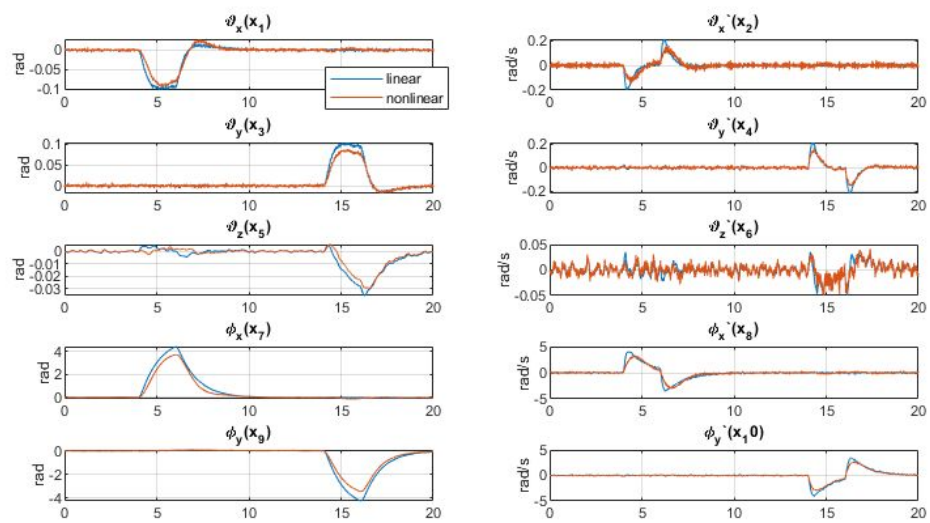 ϑx(x1)
rad
0
-0.05
-0.1
0 5 10 15 20
linear
nonlinear
ϑx`(x2)
rad/s
0.2
0
-0.2
0 5 10 15 20
ϑy(x3)
rad
0.1
0.05
0
0 5 10 15 20
ϑy`(x4)
rad/s
0.2
0
-0.2
0 5 10 15 20
ϑz(x5)
rad
0
-0.01
-0.02
-0.03
0 5 10 15 20
ϑz`(x6)
rad/s
0.05
0
-0.05
0 5 10 15 20
ϕx(x7)
rad
4
2
0
0 5 10 15 20
ϕx`(x8)
rad/s
5
0
-5
0 5 10 15 20
ϕy(x9)
rad
0
-2
-4
0 5 10 15 20
ϕy`(x10)
rad/s
5
0
-5
0 5 10 15 20